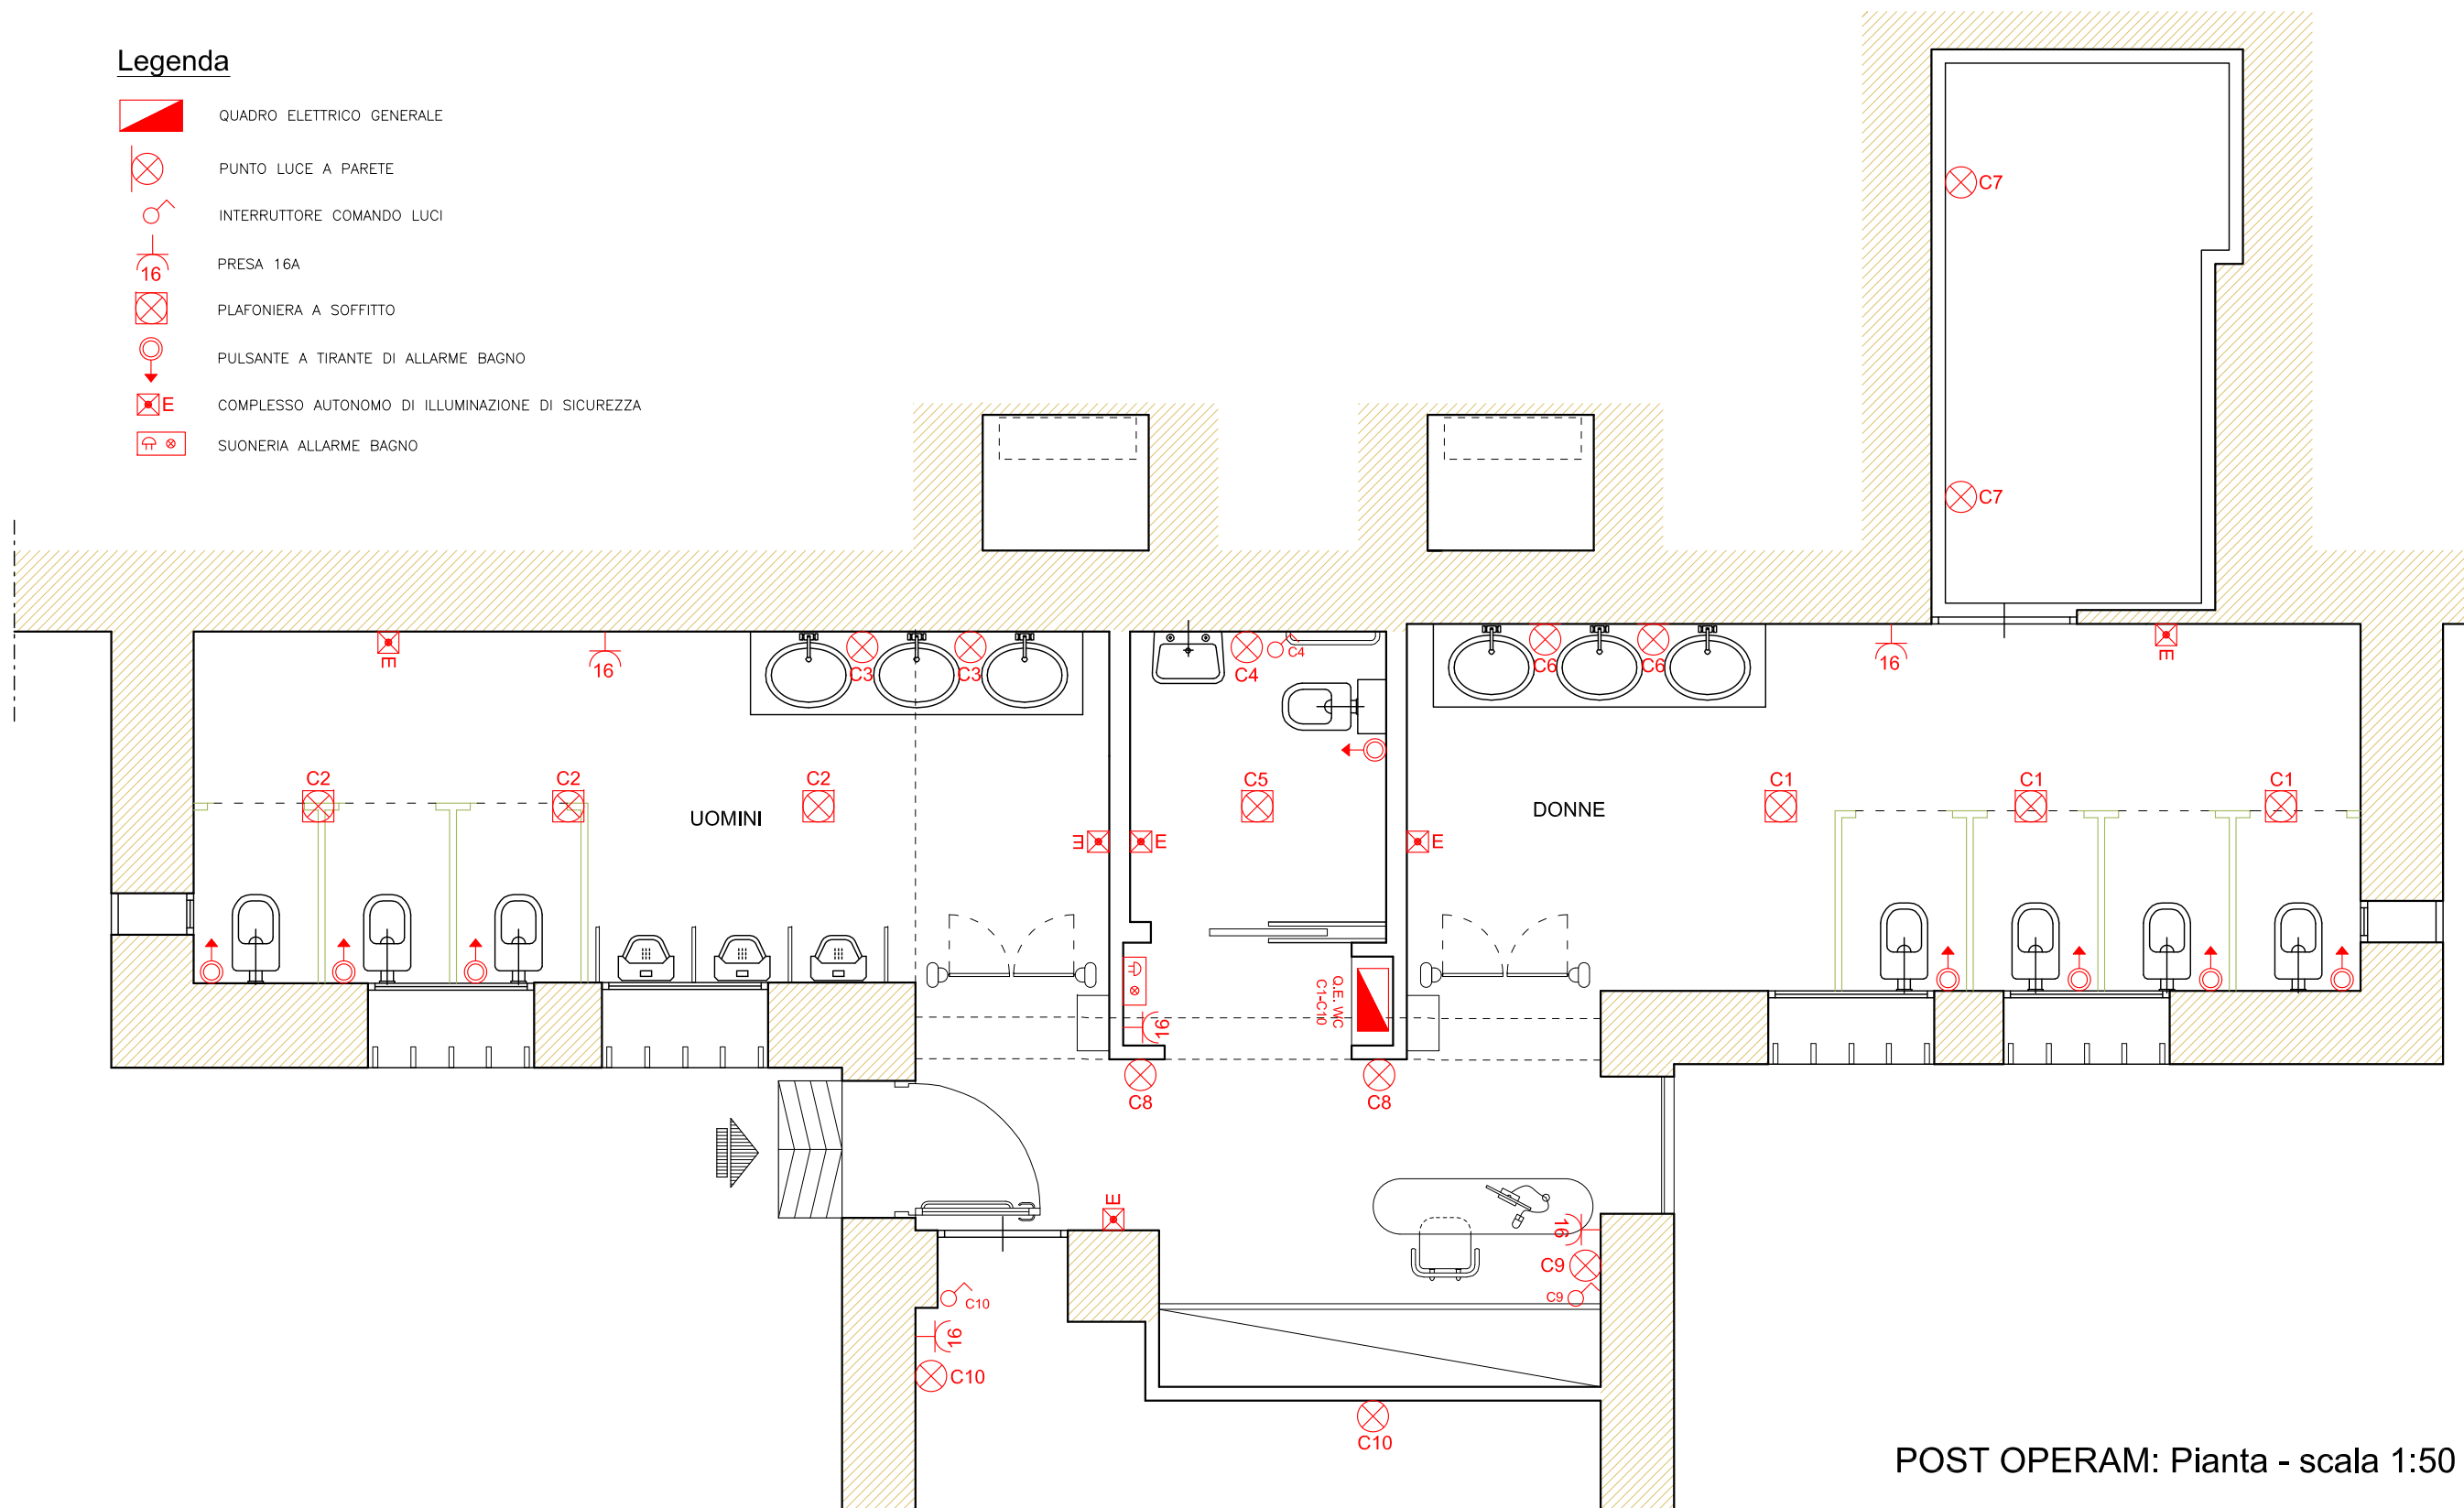 Legenda
QUADRO ELETTRICO GENERALE
PUNTO LUCE A PARETE
INTERRUTTORE COMANDO LUCI
16
PRESA 16A
PLAFONIERA A SOFFITTO
PULSANTE A TIRANTE DI ALLARME BAGNO
E
COMPLESSO AUTONOMO DI ILLUMINAZIONE DI SICUREZZA
SUONERIA ALLARME BAGNO
C7
C7
E
16
C3
C3
C4
C4
C6
C6
16
E
C2
C2
C2
C5
C1
C1
C1
UOMINI
DONNE
E
E
E
Q.E. WC
C1-C10
16
C8
C8
E
16
C9
C9
C10
16
C10
C10
POST OPERAM: Pianta - scala 1:50